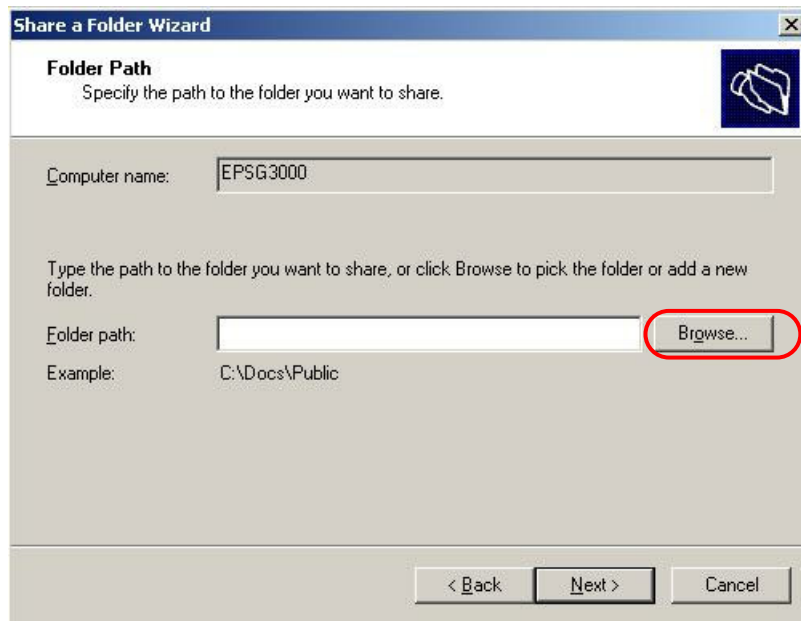 Share a Folder Wizard
Folder Path
Specify the path to the folder you want to share.
Computer name:
EPSG3000
Type the path to the folder you want to share, or click Browse to pick the folder or add a new
folder.
Folder path:
Browse...
Example:
C:\Docs\Public
< Back
Next >
Cancel